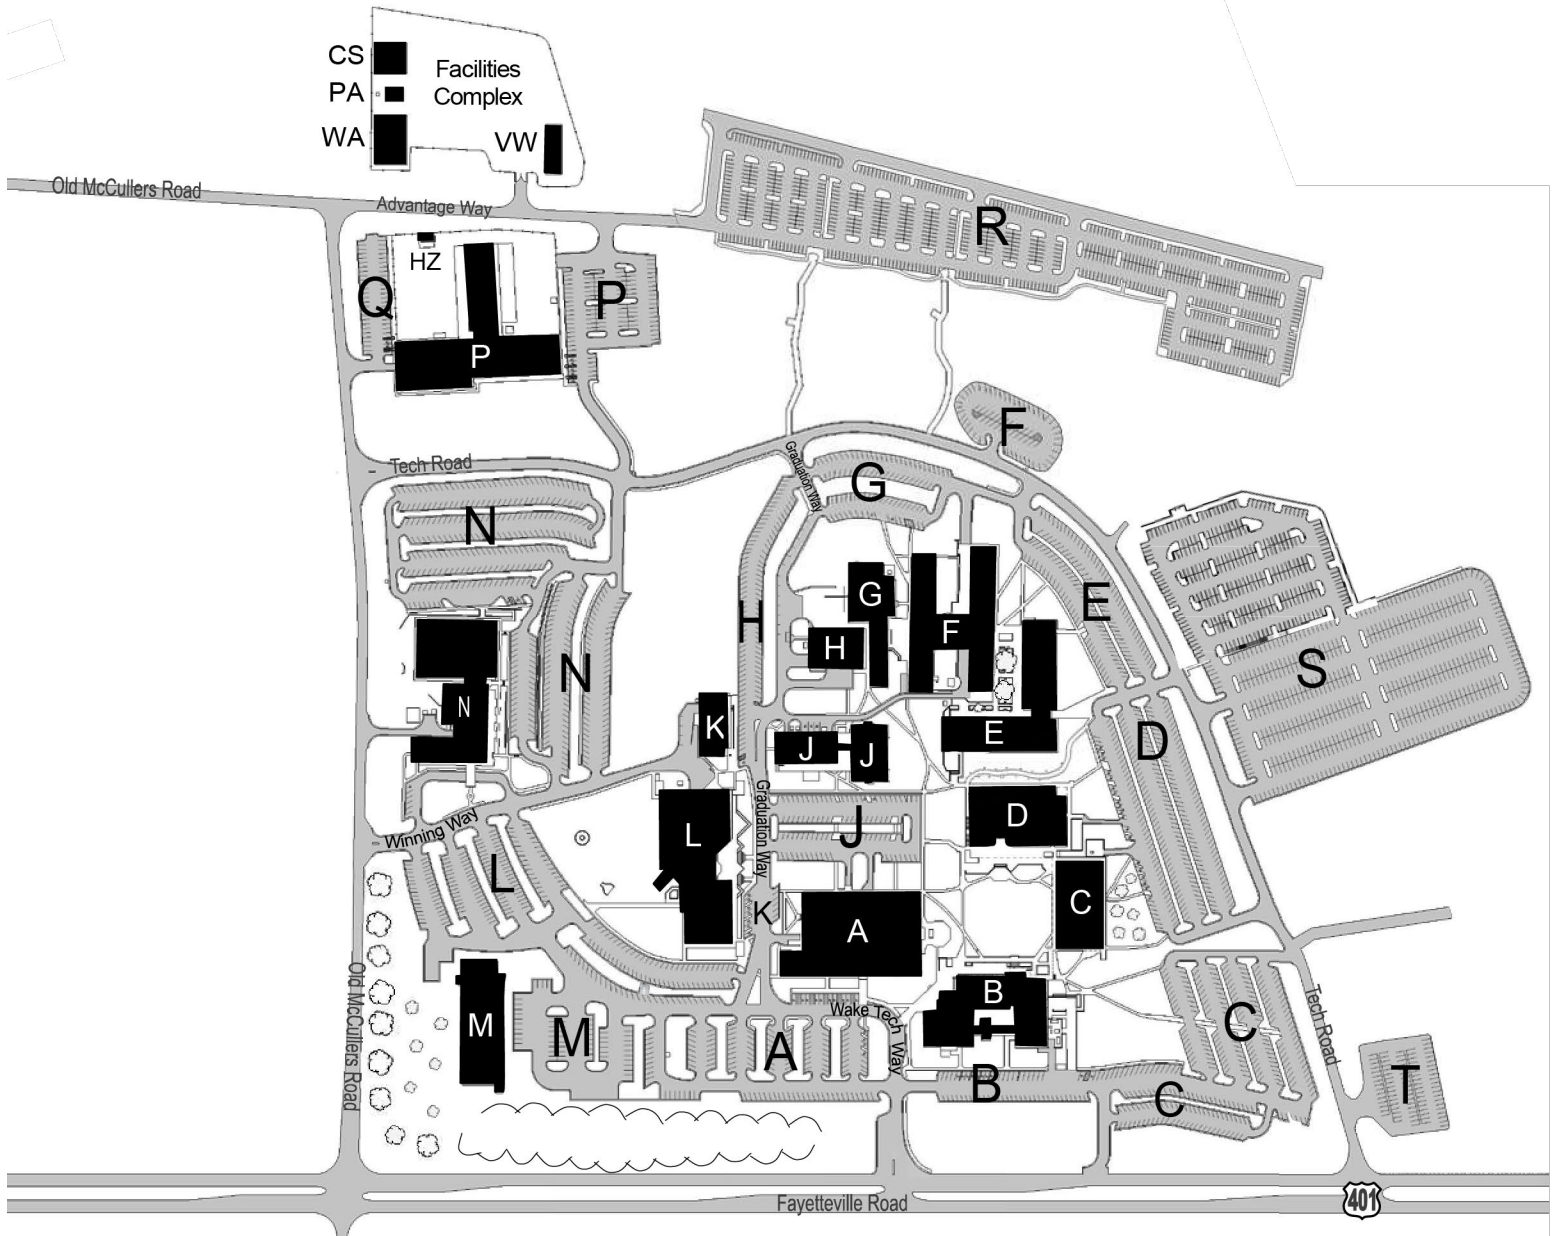 CS
Facilities
Complex
PA
WA
VW
Old McCullers Road
Advantage Way
R
HZ
Q
P
P
F
Graduation Way
Tech Road
G
N
E
G
H
F
H
S
N
N
K
J
J
E
D
Graduation Way
D
J
L
Winning Way
L
C
K
A
Old McCullers Road
B
Tech Road
Wake Tech Way
M
M
A
C
B
C
T
Fayetteville Road
401